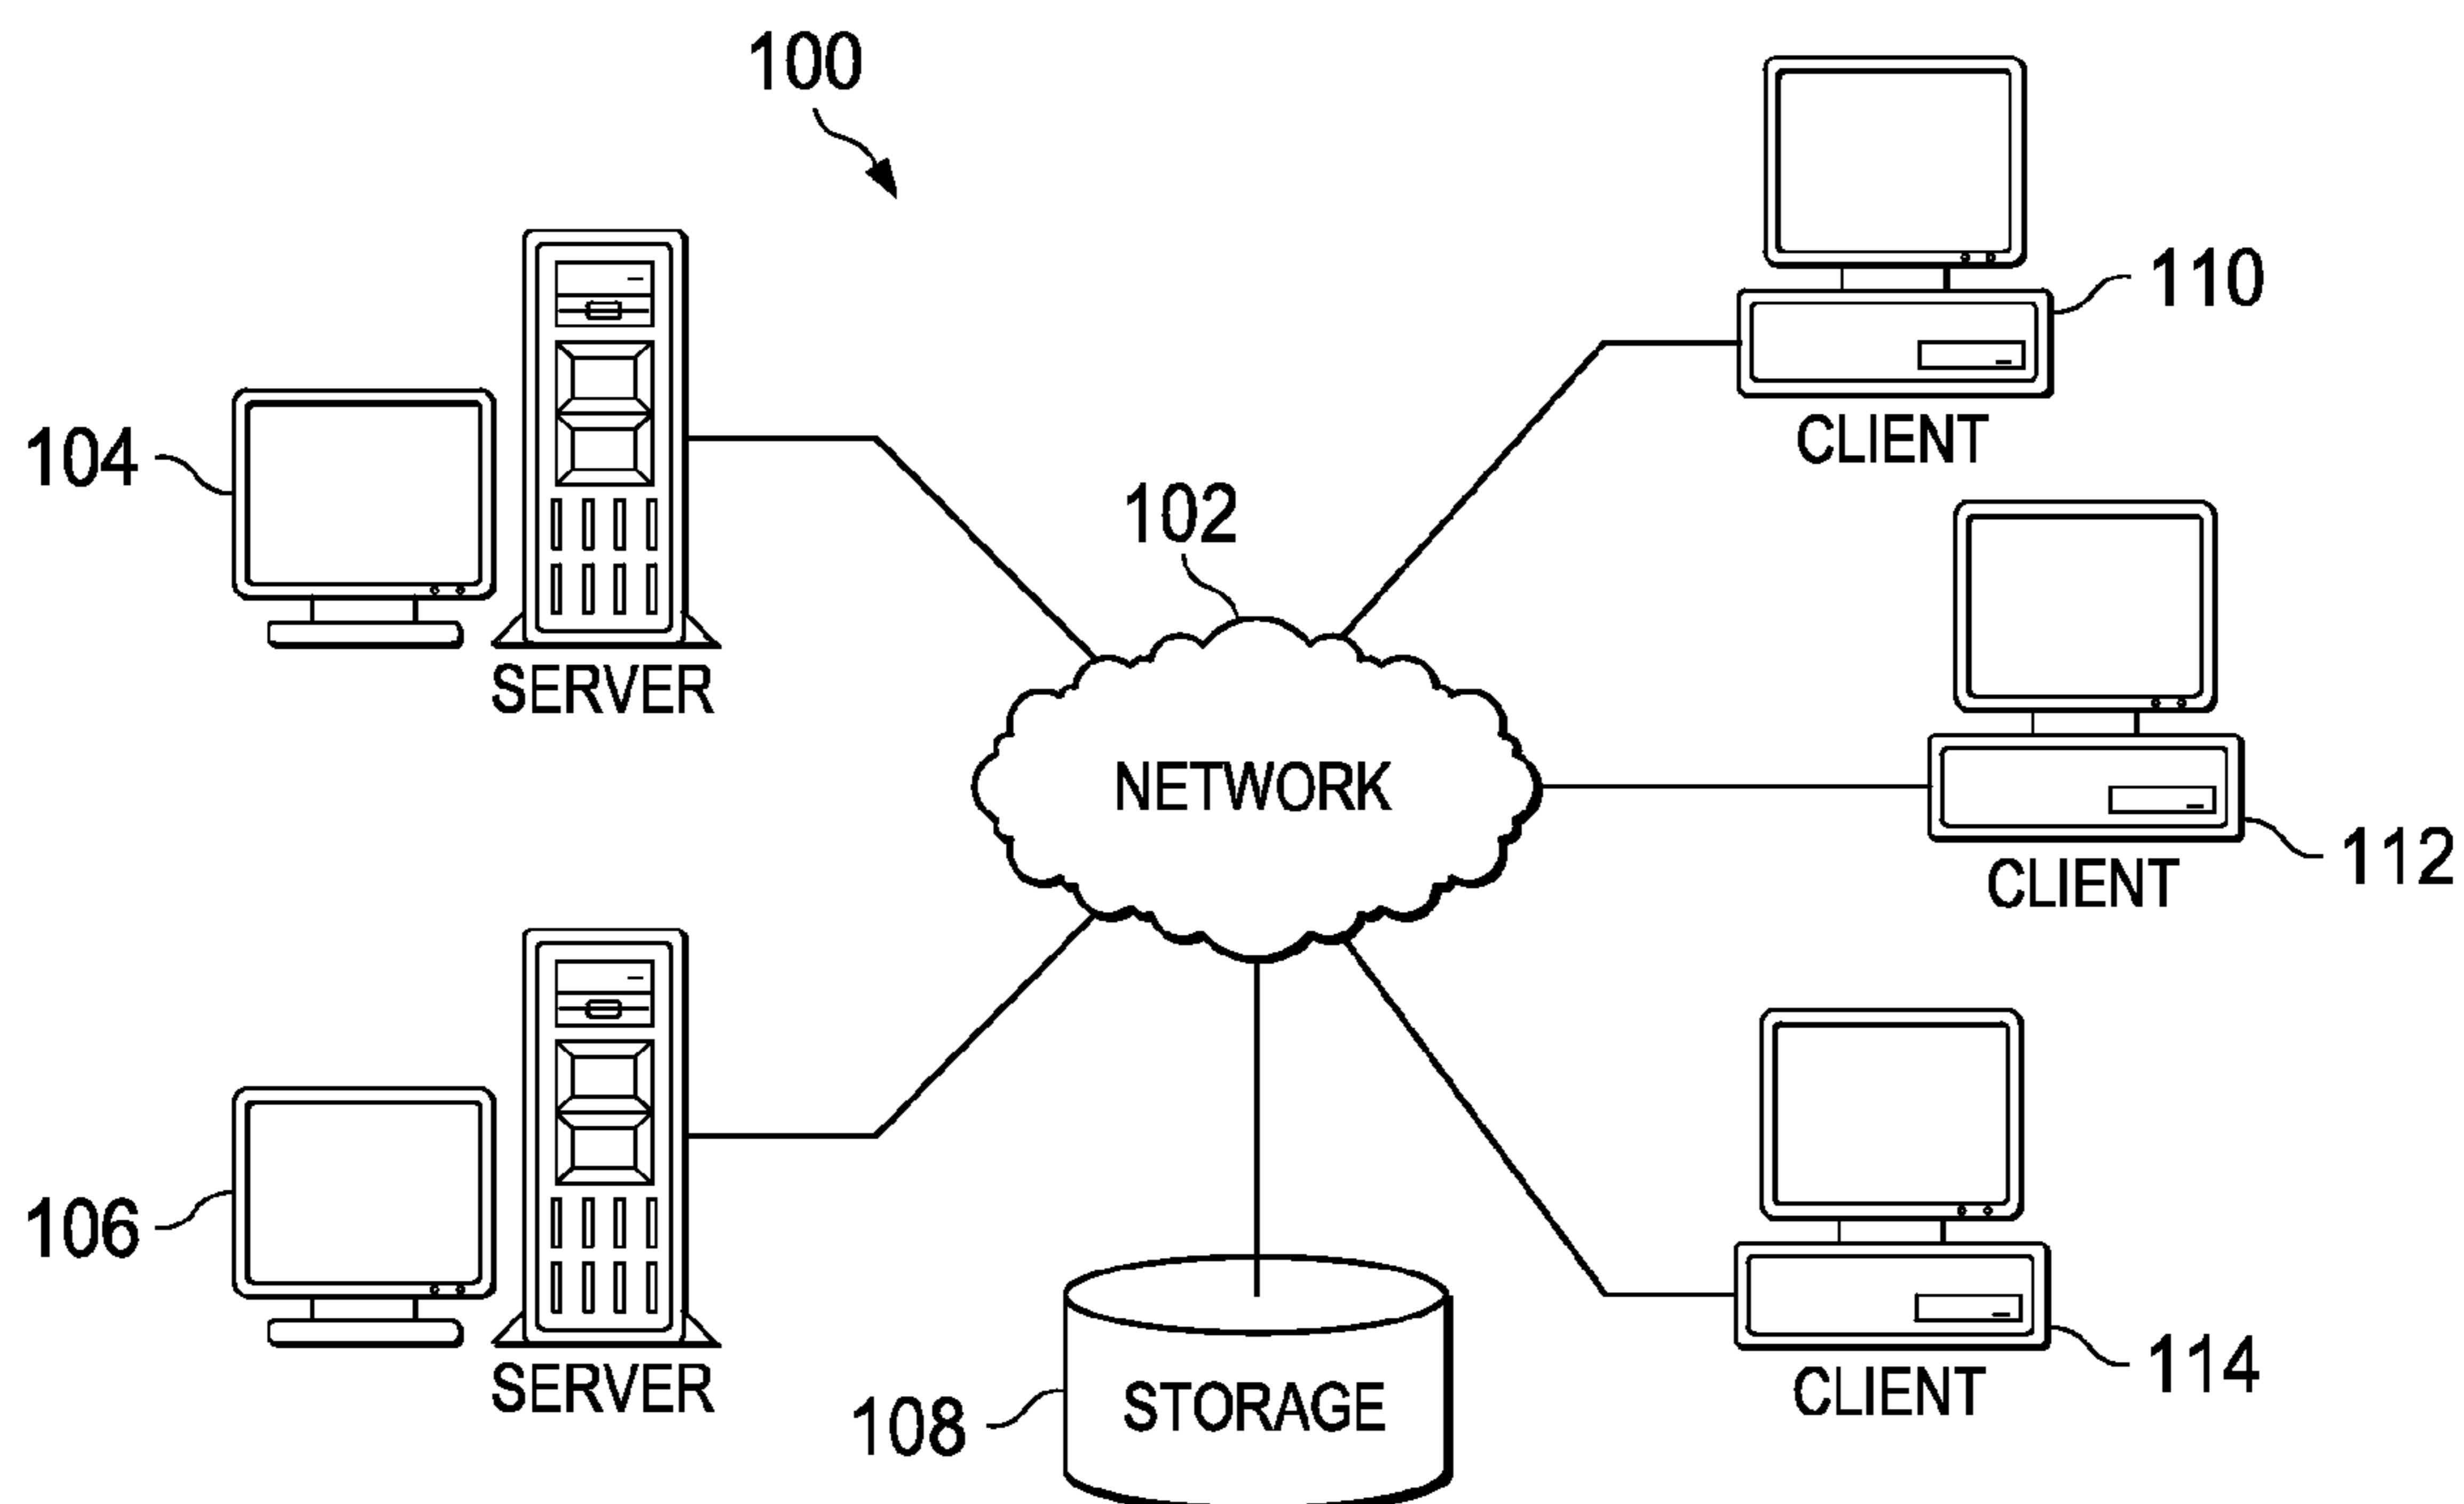 100
110
CLIENT
104
102
SERVER
NETWORK
112
CLIENT
106
SERVER
108
STORAGE
114
CLIENT